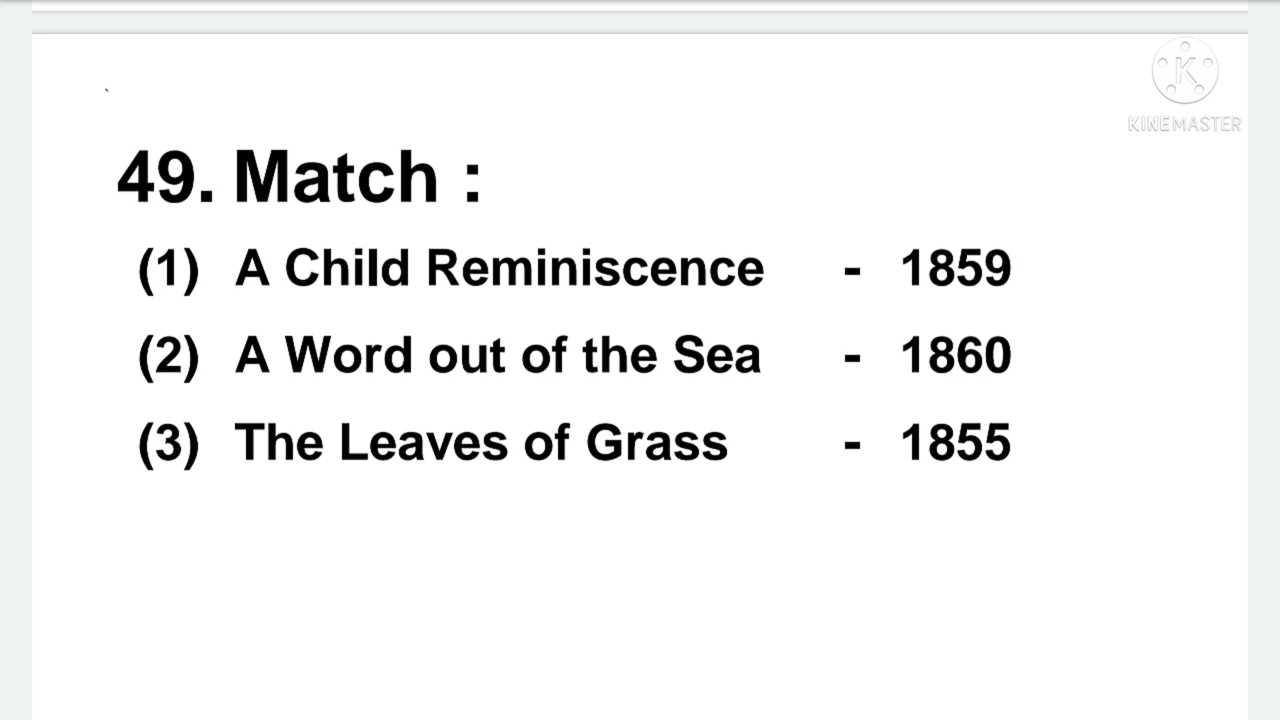 KINEMASTER
49. Match :
(1) A Child Reminiscence - 1859
(2) A Word out of the Sea - 1860
(3) The Leaves of Grass - 1855